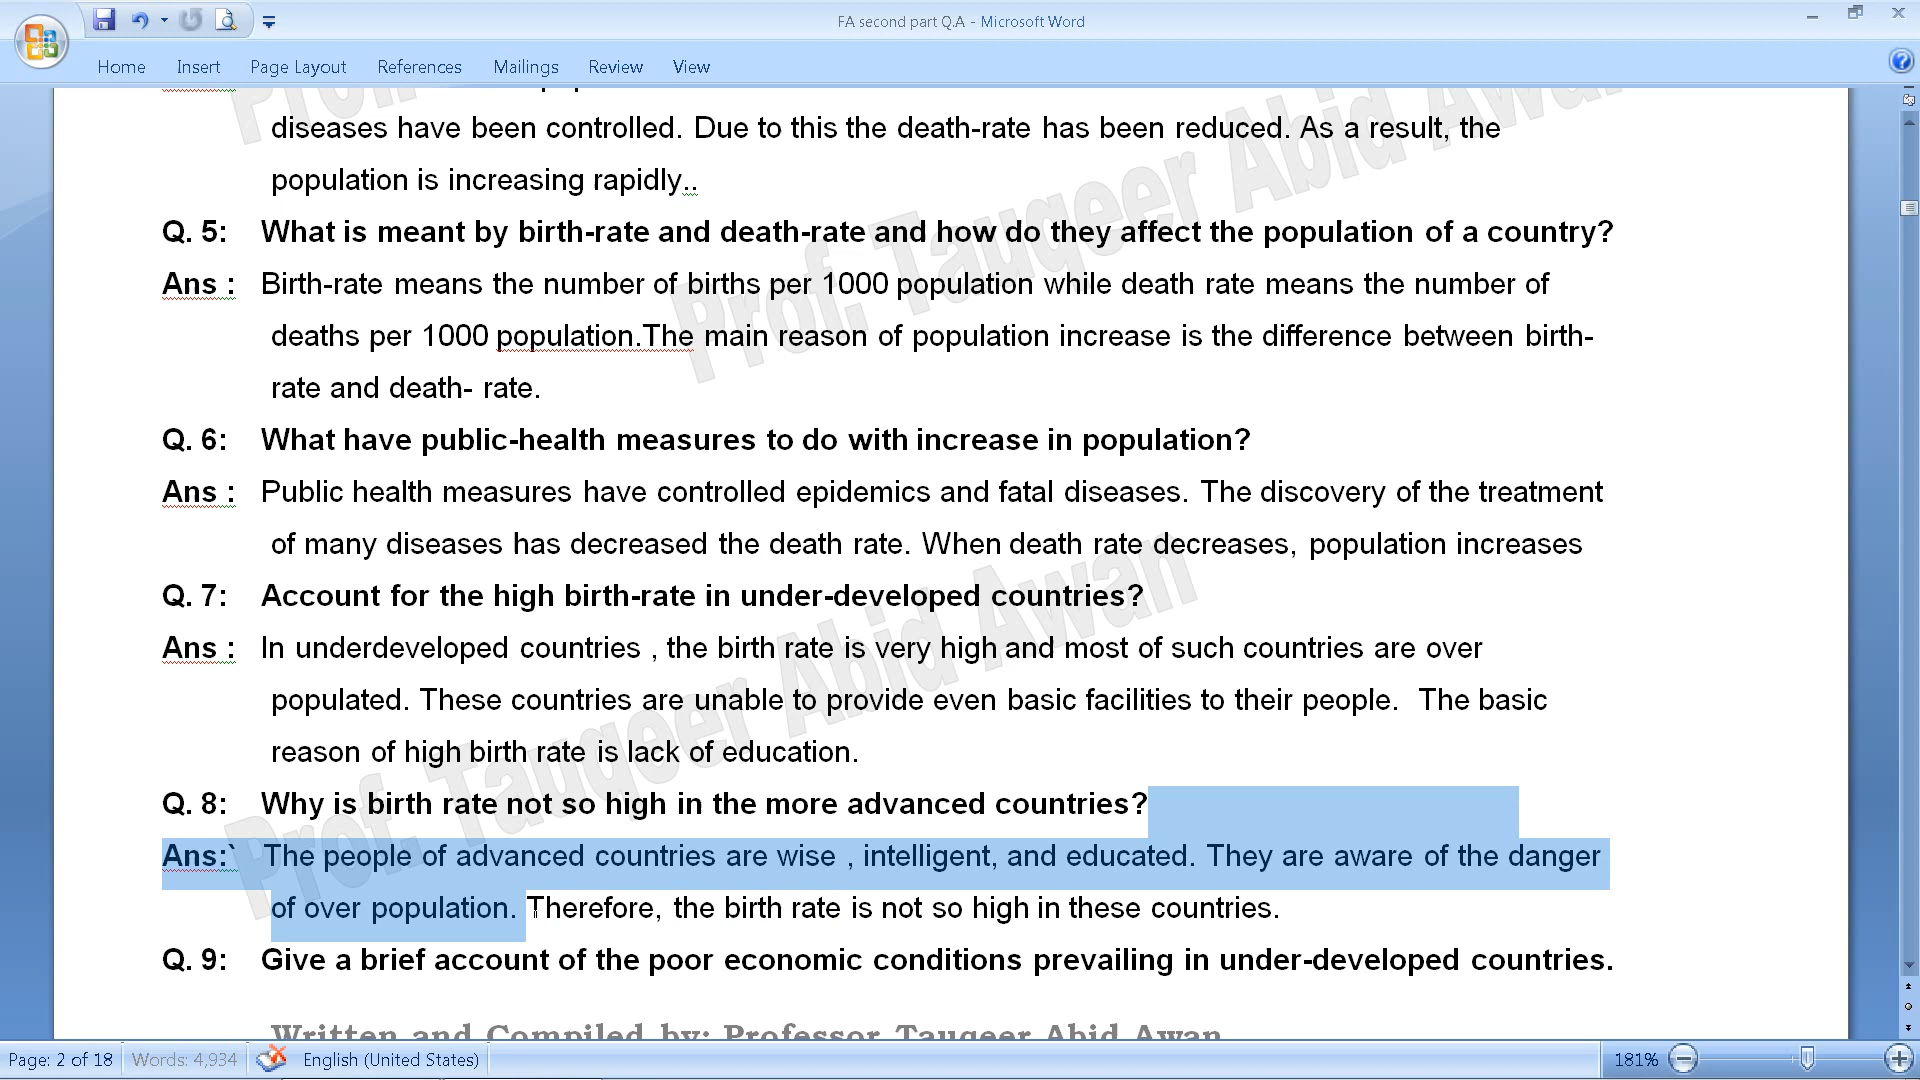 FA second part Q.A - Microsoft Word
Home Insert Page Layout References Mailings Review View
diseases have been controlled. Due to this the death-rate has been reduced. As a result, the
population is increasing rapidly..
Q. 5: What is meant by birth-rate and death-rate and how do they affect the population of a country?
Ans : Birth-rate means the number of births per 1000 population while death rate means the number of
deaths per 1000 population.The main reason of population increase is the difference between birth-
rate and death- rate.
Q. 6: What have public-health measures to do with increase in population?
Ans : Public health measures have controlled epidemics and fatal diseases. The discovery of the treatment
of many diseases has decreased the death rate. When death rate decreases, population increases
Q. 7: Account for the high birth-rate in under-developed countries?
Ans : In underdeveloped countries , the birth rate is very high and most of such countries are over
populated. These countries are unable to provide even basic facilities to their people. The basic
reason of high birth rate is lack of education.
Q. 8: Why is birth rate not so high in the more advanced countries?
Ans:` The people of advanced countries are wise , intelligent, and educated. They are aware of the danger
of over population. Therefore, the birth rate is not so high in these countries.
Q. 9: Give a brief account of the poor economic conditions prevailing in under-developed countries.
Written and Compiled by: Professor Tauqeer Abid Awan
Prof. Tauqeer Abid Awan
Prof. Tauqeer Abid Awan
Page: 2 of 18 Words: 4,934 English (United States) 181%